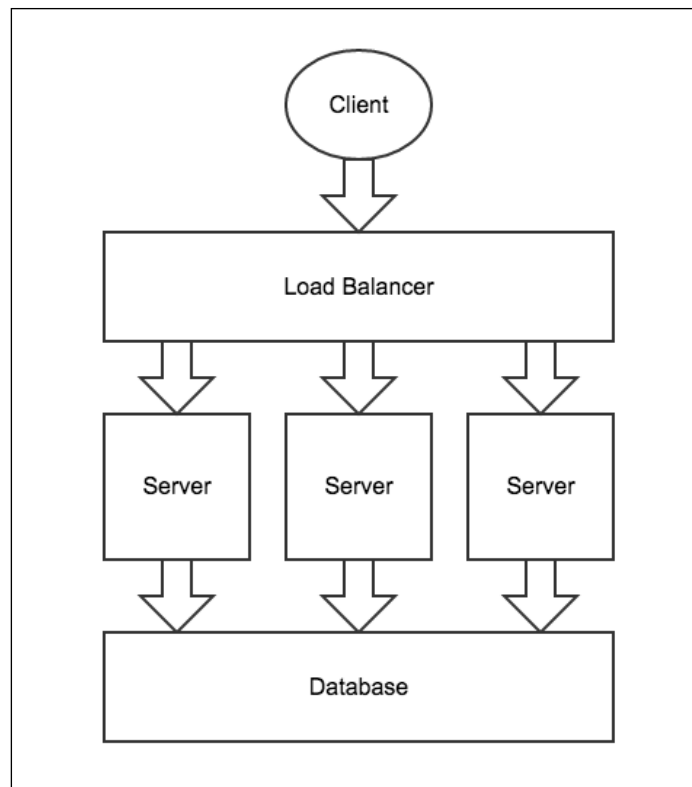 Client
Load Balancer
Server
Server
Server
Database